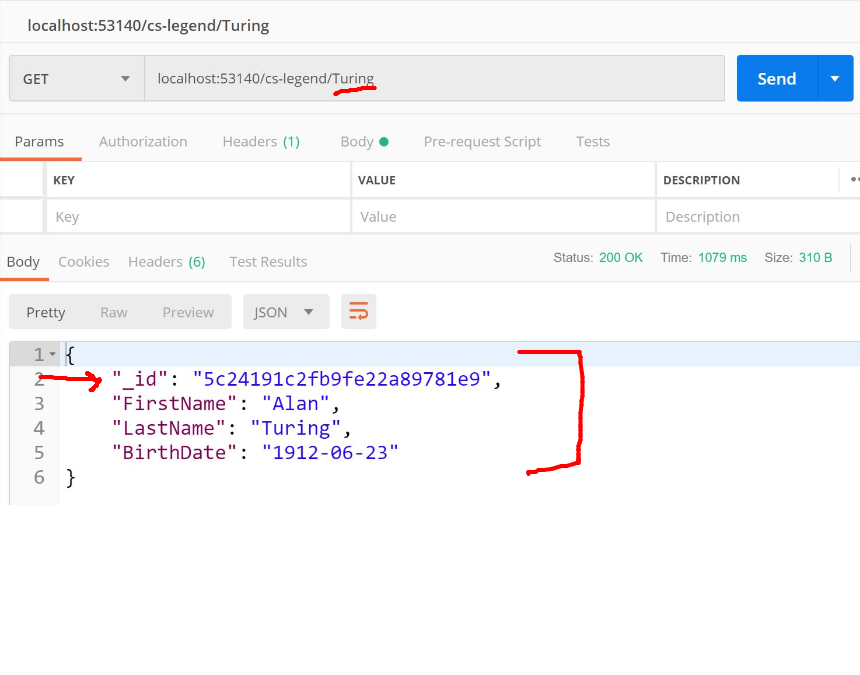 localhost:53140/cs-legend/Turing
GET localhost:53140/cs-legend/Turing Send
Params Authorization Headers (1) Body Pre-request Script Tests
KEY VALUE DESCRIPTION
Key Value Description
Body Cookies Headers (6) Test Results Status: 200 OK Time: 1079 ms Size: 310 B
Pretty Raw Preview JSON
1 {
2 "_id": "5c24191c2fb9fe22a89781e9",
3 "FirstName": "Alan",
4 "LastName": "Turing",
5 "BirthDate": "1912-06-23"
6 }